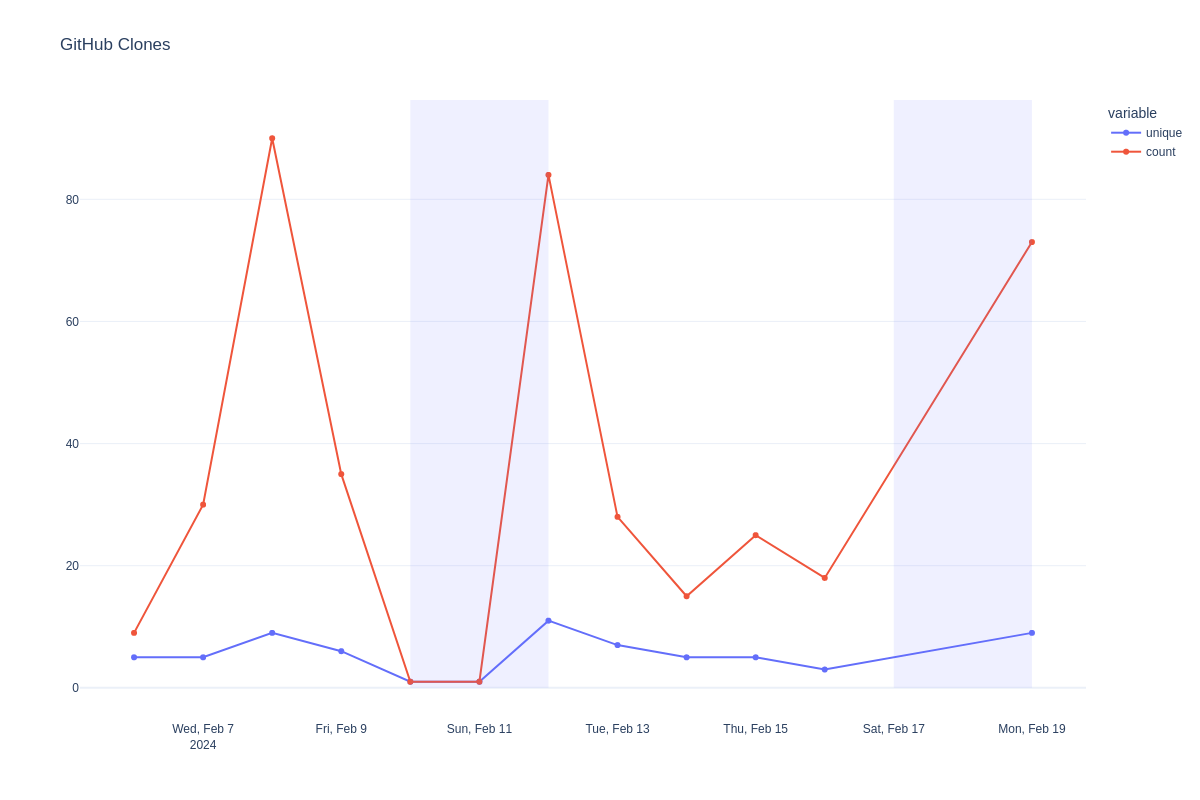 GitHub Clones
variable
unique
count
80
60
40
20
0
Wed, Feb 7
2024
Fri, Feb 9
Sun, Feb 11
Tue, Feb 13
Thu, Feb 15
Sat, Feb 17
Mon, Feb 19